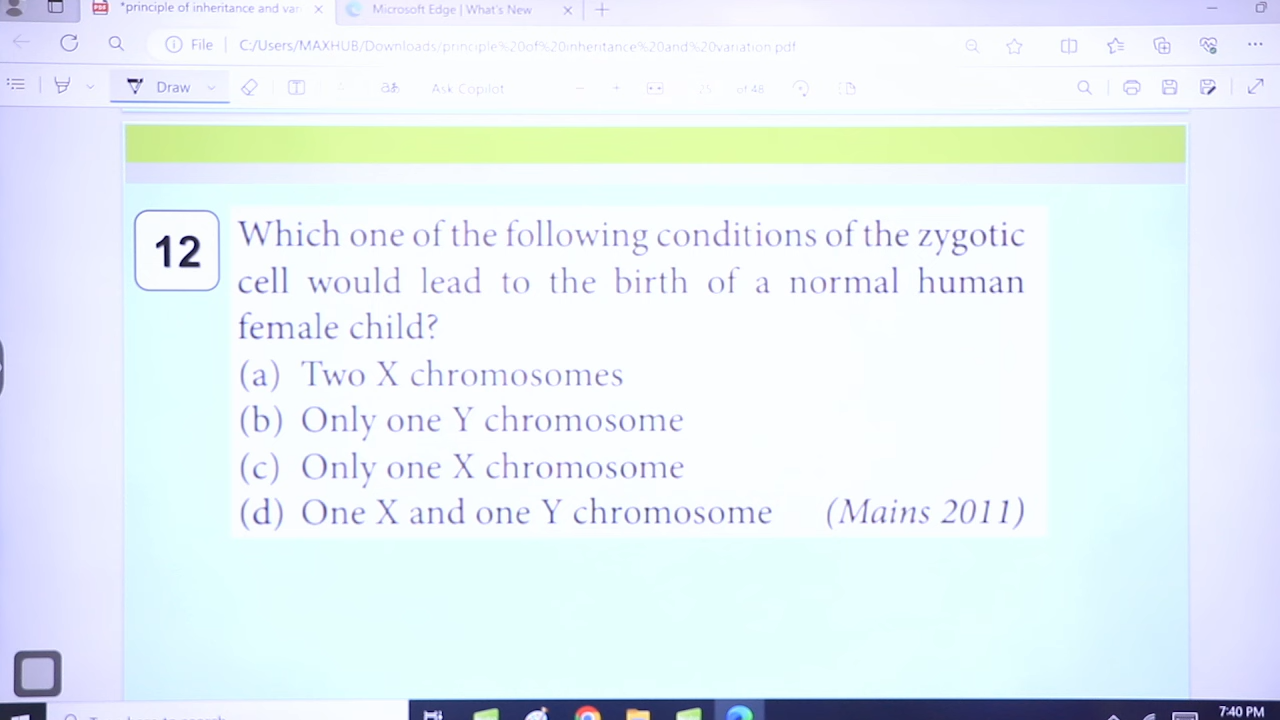 *principle of inheritance and var
Microsoft Edge | What's New
File
C:/Users/MAXHUB/Downloads/principle%20of%20inheritance%20and%20variation.pdf
Draw
aあ
Ask Copilot
25 of 48
12
Which one of the following conditions of the zygotic
cell would lead to the birth of a normal human
female child?
(a) Two X chromosomes
(b) Only one Y chromosome
(c) Only one X chromosome
(d) One X and one Y chromosome (Mains 2011)
7:40 PM